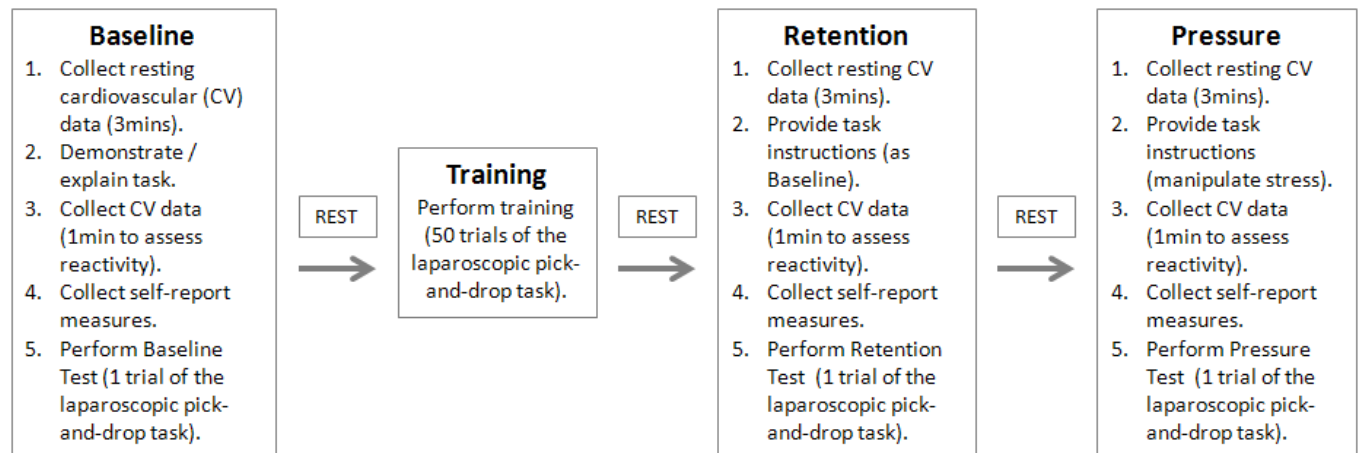 Baseline
1. Collect resting
cardiovascular (CV)
data (3mins).
2. Demonstrate /
explain task.
3. Collect CV data
(1min to assess
reactivity).
4. Collect self-report
measures.
5. Perform Baseline
Test (1 trial of the
laparoscopic pick-
and-drop task).
REST
Training
Perform training
(50 trials of the
laparoscopic pick-
and-drop task).
REST
Retention
1. Collect resting CV
data (3mins).
2. Provide task
instructions (as
Baseline).
3. Collect CV data
(1min to assess
reactivity).
4. Collect self-report
measures.
5. Perform Retention
Test (1 trial of the
laparoscopic pick-
and-drop task).
REST
Pressure
1. Collect resting CV
data (3mins).
2. Provide task
instructions
(manipulate stress).
3. Collect CV data
(1min to assess
reactivity).
4. Collect self-report
measures.
5. Perform Pressure
Test (1 trial of the
laparoscopic pick-
and-drop task).